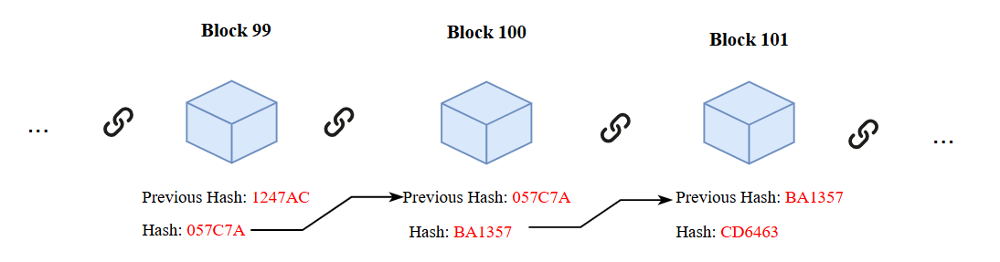 Block 99
Block 100
Block 101
...
...
Previous Hash: 1247AC
Previous Hash: 057C7A
Previous Hash: BA1357
Hash: 057C7A
Hash: BA1357
Hash: CD6463